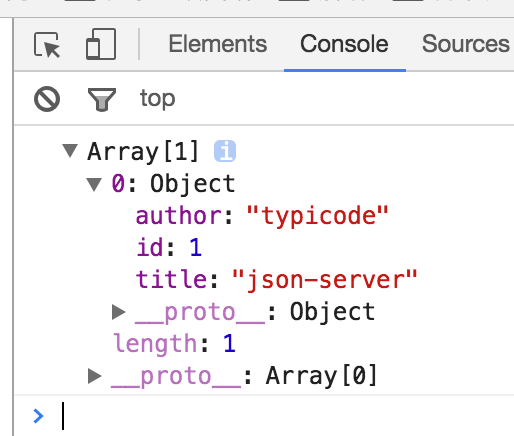 Elements Console Sources
top
Array[1] i
0: Object
author: "typicode"
id: 1
title: "json-server"
__proto__: Object
length: 1
__proto__: Array[0]
>